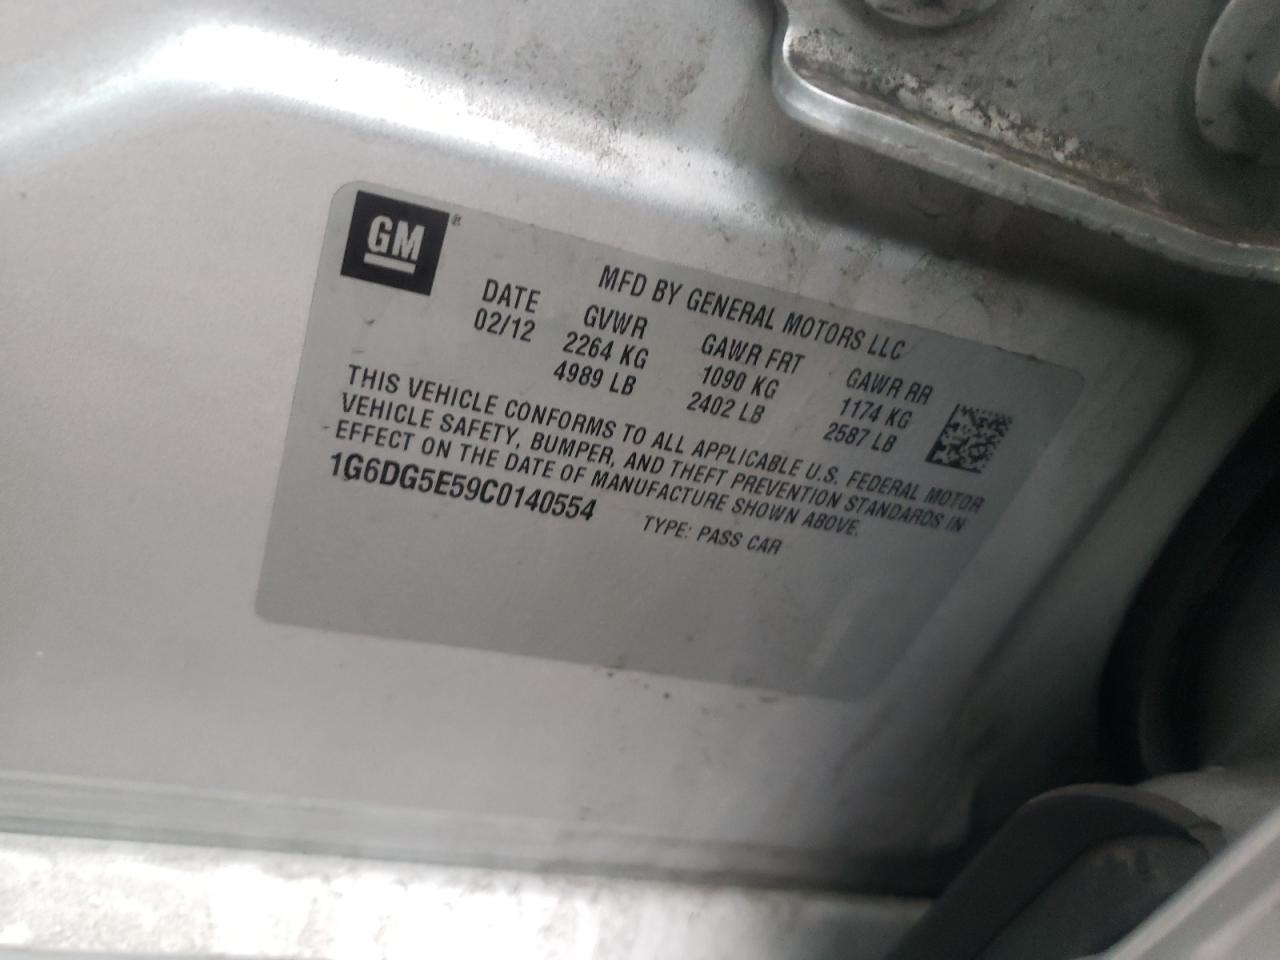 GM®
MFD BY GENERAL MOTORS LLC
DATE GVWR GAWR FRT GAWR RR
02/12 2264 KG 1090 KG 1174 KG
4989 LB 2402 LB 2587 LB
THIS VEHICLE CONFORMS TO ALL APPLICABLE U.S. FEDERAL MOTOR
VEHICLE SAFETY, BUMPER, AND THEFT PREVENTION STANDARDS IN
EFFECT ON THE DATE OF MANUFACTURE SHOWN ABOVE.
1G6DG5E59C0140554 TYPE: PASS CAR